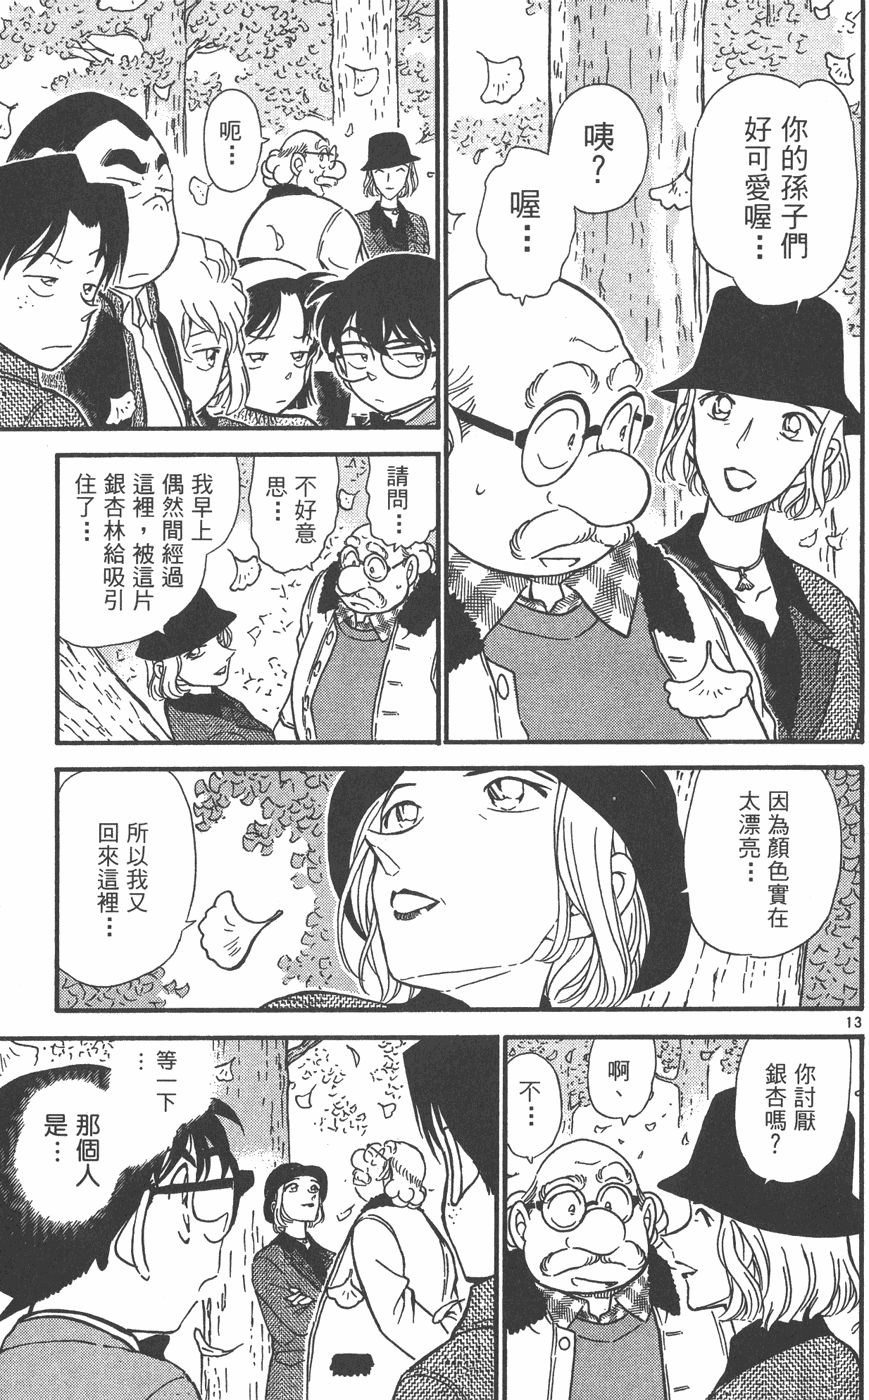 你的孫子們
好可愛喔…
咦?
喔…
呃…
請問…
不好意
思…
我早上
偶然間經過
這裡，被這片
銀杏林給吸引
住了…
因為顏色實在
太漂亮…
所以我又
回來這裡…
13
你討厭
銀杏嗎?
啊、
不…
等一下
…
那個人
是…